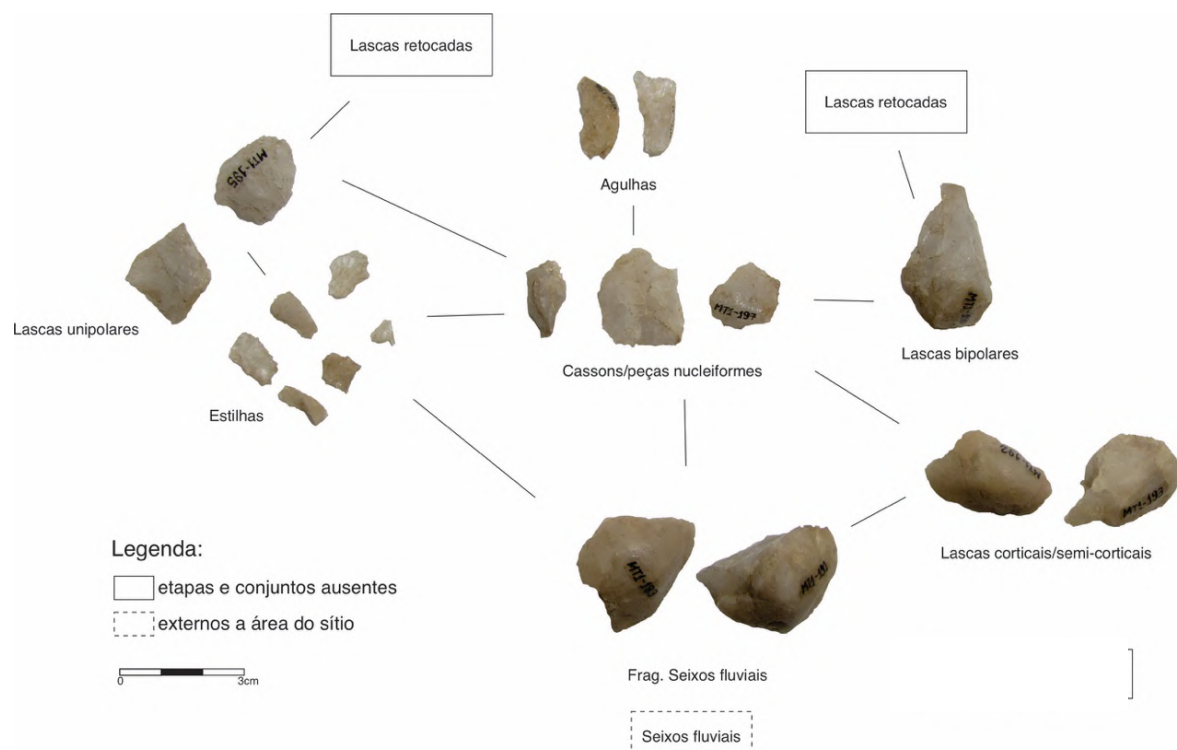 Lascas retocadas
Lascas retocadas
Agulhas
MTI-195
Lascas unipolares
MTI-197
Lascas bipolares
Cassons/peças nucleiformes
Estilhas
MTI-192
MTI-193
Lascas corticais/semi-corticais
Legenda:
etapas e conjuntos ausentes
externos a área do sítio
0 3cm
Frag. Seixos fluviais
Seixos fluviais